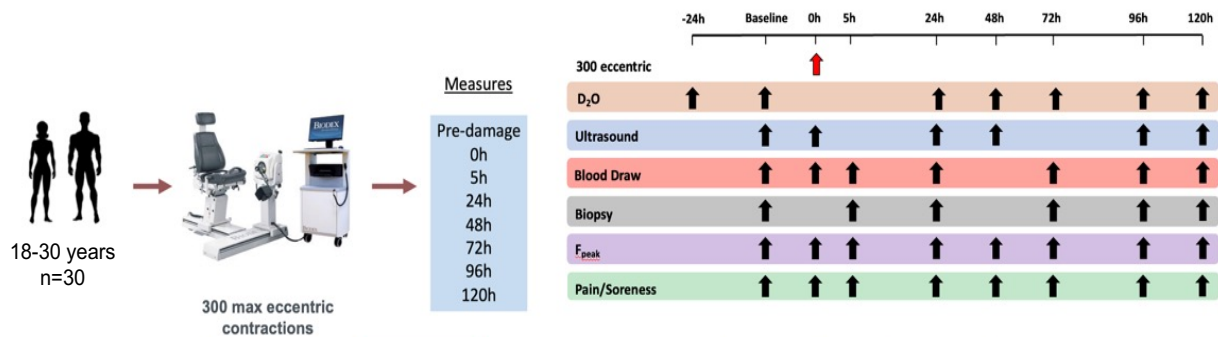 18-30 years
n=30
BIODEX
300 max eccentric
contractions
Measures
Pre-damage
0h
5h
24h
48h
72h
96h
120h
-24h Baseline 0h 5h 24h 48h 72h 96h 120h
300 eccentric
D₂O
Ultrasound
Blood Draw
Biopsy
Fpeak
Pain/Soreness